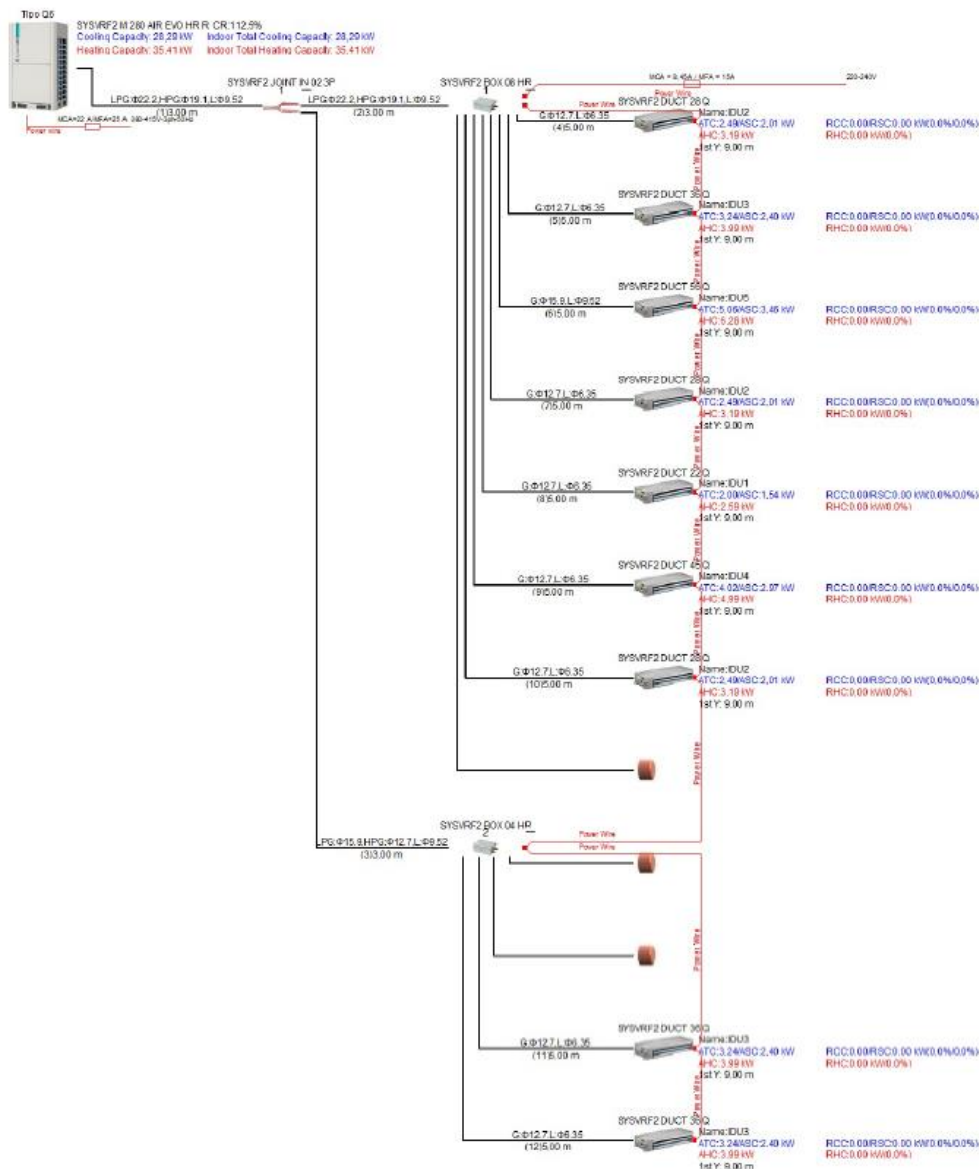 Tipo Q5
SYSVRF2 M 280 AIR EVO HR R CR:112.5%
Cooling Capacity: 28,29 kW Indoor Total Cooling Capacity: 28,29 kW
Heating Capacity: 35,41 kW Indoor Total Heating Capacity: 35,41 kW
Power wire
SYSVRF2 JOINT IN 02 3P
1
LPG:Φ22.2,HPG:Φ19.1,L:Φ9.52
(1)3.00 m
LPG:Φ22.2,HPG:Φ19.1,L:Φ9.52
(2)3.00 m
SYSVRF2 BOX 08 HR
1
MCA = 9,45A / MFA = 15A
220-240V
Power Wire
SYSVRF2 DUCT 28 Q
G:Φ12.7,L:Φ6.35
(4)5,00 m
Name:IDU2
ATC:2,49/ASC:2,01 kW
AHC:3,19 kW
1st Y: 9,00 m
RCC:0,00/RSC:0,00 kW(0,0%/0,0%)
RHC:0,00 kW(0,0%)
Power Wire
SYSVRF2 DUCT 36 Q
G:Φ12.7,L:Φ6.35
(5)5,00 m
Name:IDU3
ATC:3,24/ASC:2,40 kW
AHC:3,99 kW
1st Y: 9,00 m
RCC:0,00/RSC:0,00 kW(0,0%/0,0%)
RHC:0,00 kW(0,0%)
Power Wire
SYSVRF2 DUCT 56 Q
G:Φ15.9,L:Φ9.52
(6)5,00 m
Name:IDU5
ATC:5,06/ASC:3,46 kW
AHC:6,28 kW
1st Y: 9,00 m
RCC:0,00/RSC:0,00 kW(0,0%/0,0%)
RHC:0,00 kW(0,0%)
Power Wire
SYSVRF2 DUCT 28 Q
G:Φ12.7,L:Φ6.35
(7)5,00 m
Name:IDU2
ATC:2,49/ASC:2,01 kW
AHC:3,19 kW
1st Y: 9,00 m
RCC:0,00/RSC:0,00 kW(0,0%/0,0%)
RHC:0,00 kW(0,0%)
Power Wire
SYSVRF2 DUCT 22 Q
G:Φ12.7,L:Φ6.35
(8)5,00 m
Name:IDU1
ATC:2,00/ASC:1,54 kW
AHC:2,59 kW
1st Y: 9,00 m
RCC:0,00/RSC:0,00 kW(0,0%/0,0%)
RHC:0,00 kW(0,0%)
Power Wire
SYSVRF2 DUCT 45 Q
G:Φ12.7,L:Φ6.35
(9)5,00 m
Name:IDU4
ATC:4,02/ASC:2,97 kW
AHC:4,99 kW
1st Y: 9,00 m
RCC:0,00/RSC:0,00 kW(0,0%/0,0%)
RHC:0,00 kW(0,0%)
Power Wire
SYSVRF2 DUCT 28 Q
G:Φ12.7,L:Φ6.35
(10)5,00 m
Name:IDU2
ATC:2,49/ASC:2,01 kW
AHC:3,19 kW
1st Y: 9,00 m
RCC:0,00/RSC:0,00 kW(0,0%/0,0%)
RHC:0,00 kW(0,0%)
Power Wire
SYSVRF2 BOX 04 HR
2
LPG:Φ15.9,HPG:Φ12.7,L:Φ9.52
(3)3,00 m
Power Wire
Power Wire
Power Wire
SYSVRF2 DUCT 36 Q
G:Φ12.7,L:Φ6.35
(11)5,00 m
Name:IDU3
ATC:3,24/ASC:2,40 kW
AHC:3,99 kW
1st Y: 9,00 m
RCC:0,00/RSC:0,00 kW(0,0%/0,0%)
RHC:0,00 kW(0,0%)
Power Wire
SYSVRF2 DUCT 36 Q
G:Φ12.7,L:Φ6.35
(12)5,00 m
Name:IDU3
ATC:3,24/ASC:2,40 kW
AHC:3,99 kW
1st Y: 9,00 m
RCC:0,00/RSC:0,00 kW(0,0%/0,0%)
RHC:0,00 kW(0,0%)